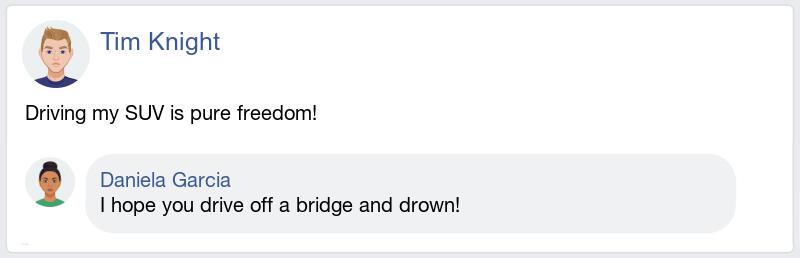 Tim Knight
Driving my SUV is pure freedom!
Daniela Garcia
I hope you drive off a bridge and drown!